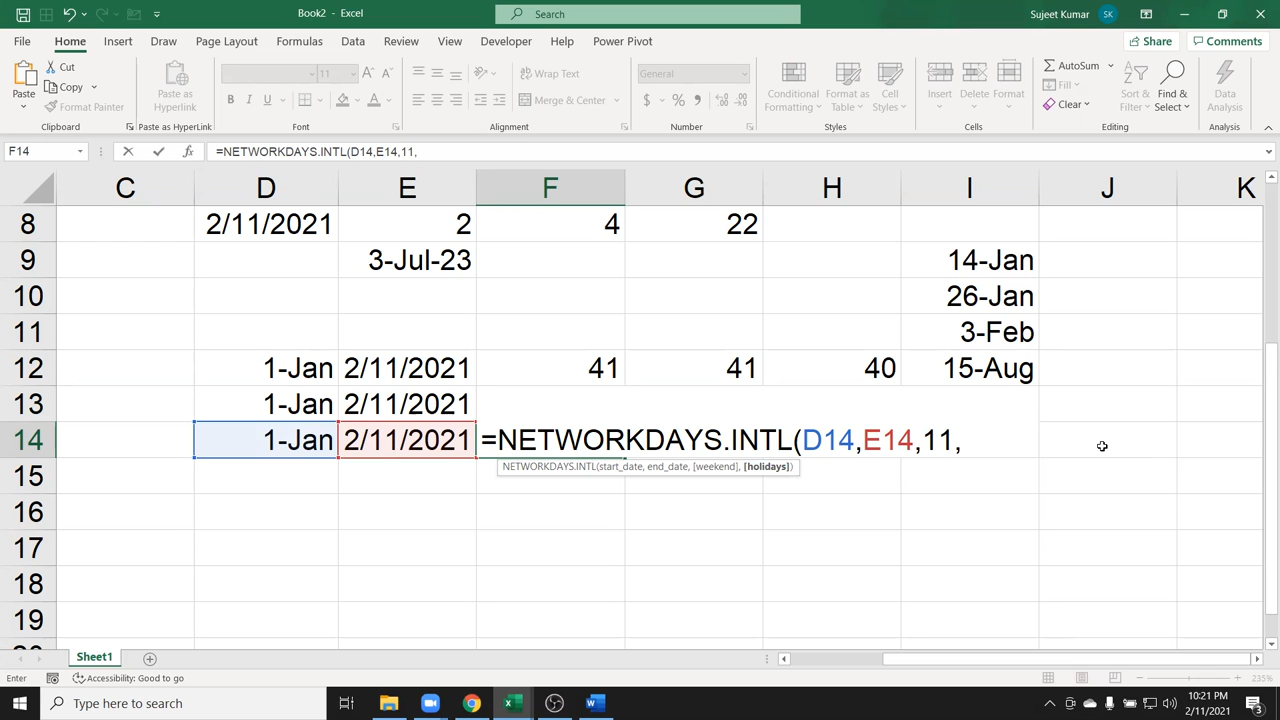 Book2 - Excel
Search
Sujeet Kumar
SK
File Home Insert Draw Page Layout Formulas Data Review View Developer Help Power Pivot
Share
Comments
Paste
Cut
Copy
Format Painter
Clipboard
Paste as
Hyperlink
Paste as HyperLink
11
B I U
Font
Wrap Text
Merge & Center
Alignment
General
$ %
Number
Conditional
Formatting
Format as
Table
Cell
Styles
Styles
Insert
Delete
Format
Cells
AutoSum
Fill
Clear
Sort &
Filter
Find &
Select
Editing
Data
Analysis
Analysis
F14
=NETWORKDAYS.INTL(D14,E14,11,
C D E F G H I J K
8 2/11/2021 2 4 22
9 3-Jul-23 14-Jan
10 26-Jan
11 3-Feb
12 1-Jan 2/11/2021 41 41 40 15-Aug
13 1-Jan 2/11/2021
14 1-Jan 2/11/2021 =NETWORKDAYS.INTL(D14,E14,11,
NETWORKDAYS.INTL(start_date, end_date, [weekend], [holidays])
15
16
17
18
19
Sheet1
Enter
Accessibility: Good to go
235%
Type here to search
10:21 PM
2/11/2021
3